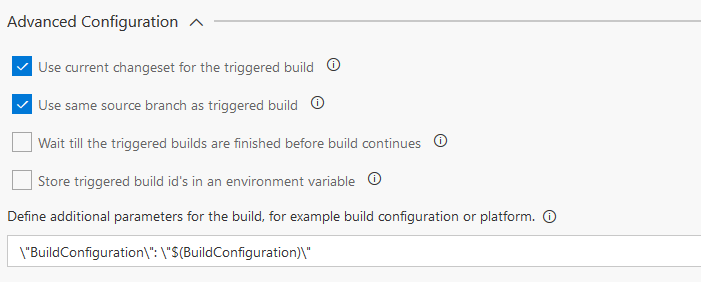 Advanced Configuration
Use current changeset for the triggered build
Use same source branch as triggered build
Wait till the triggered builds are finished before build continues
Store triggered build id's in an environment variable
Define additional parameters for the build, for example build configuration or platform.
\"BuildConfiguration\": \"$(BuildConfiguration)\"